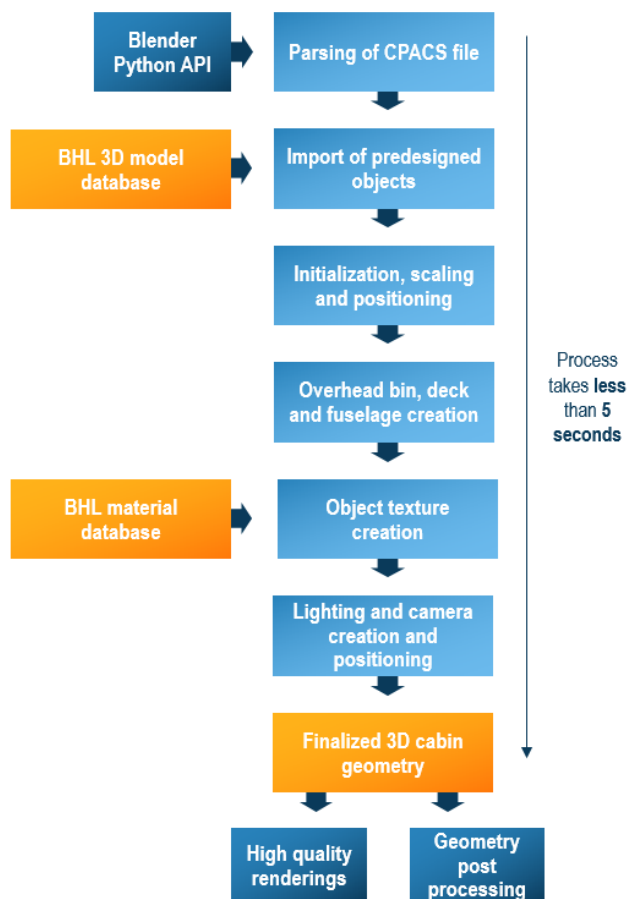 Blender
Python API
Parsing of CPACS file
BHL 3D model
database
Import of predesigned
objects
Initialization, scaling
and positioning
Overhead bin, deck
and fuselage creation
Process
takes less
than 5
seconds
BHL material
database
Object texture
creation
Lighting and camera
creation and
positioning
Finalized 3D cabin
geometry
High quality
renderings
Geometry
post
processing